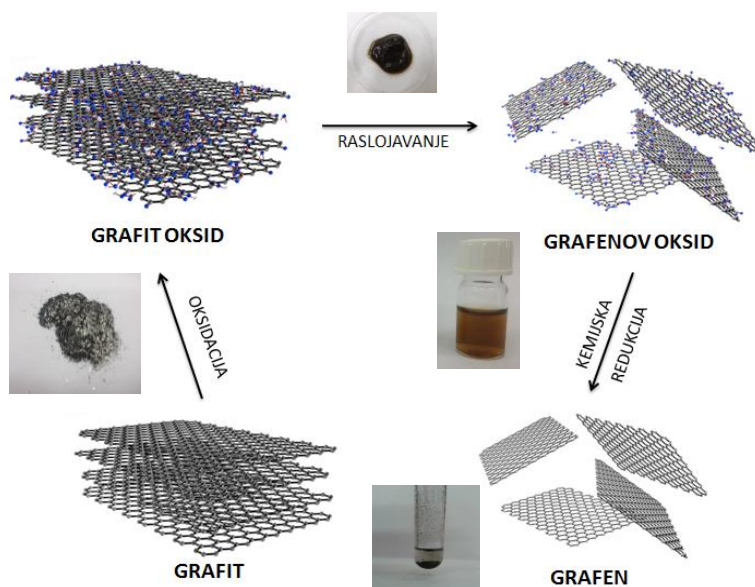 RASLOJAVANJE
GRAFIT OKSID
GRAFENOV OKSID
OKSIDACIJA
KEMIJSKA
REDUKCIJA
GRAFIT
GRAFEN